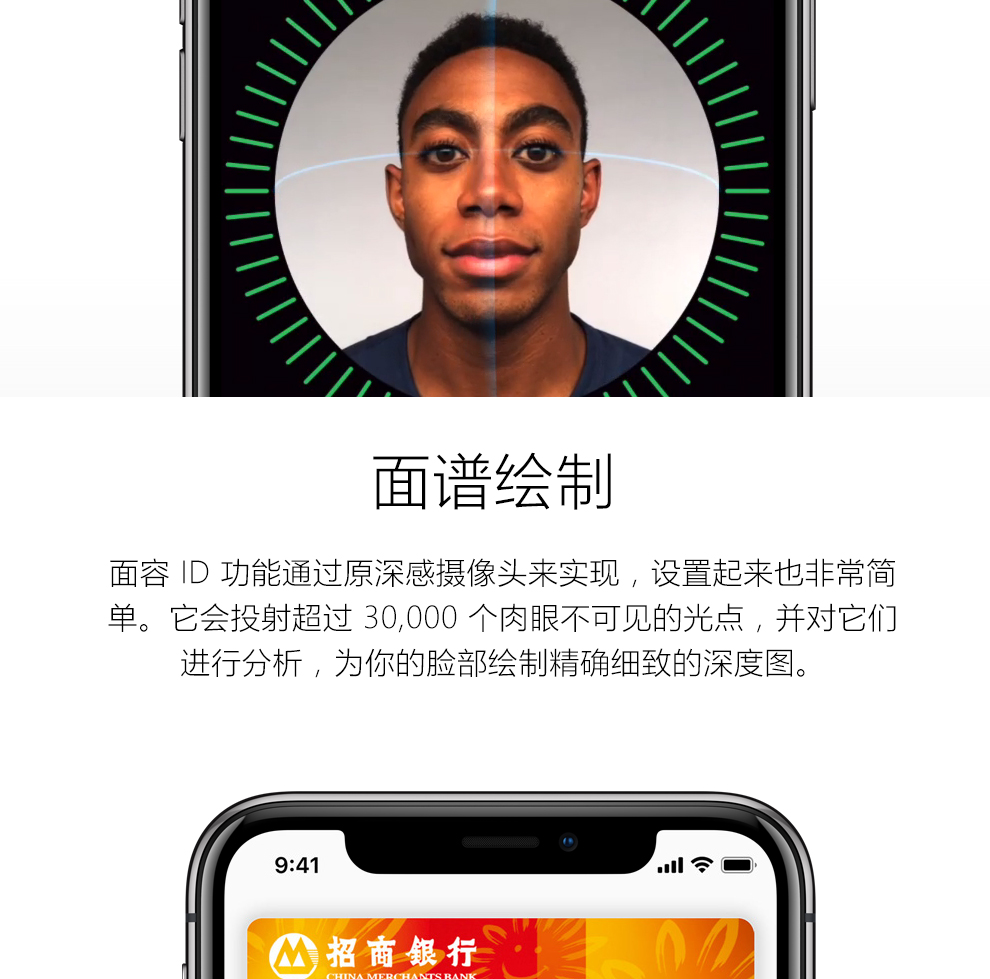 面谱绘制
面容 ID 功能通过原深感摄像头来实现，设置起来也非常简
单。它会投射超过 30,000 个肉眼不可见的光点，并对它们
进行分析，为你的脸部绘制精确细致的深度图。
9:41
招商银行
CHINA MERCHANTS BANK